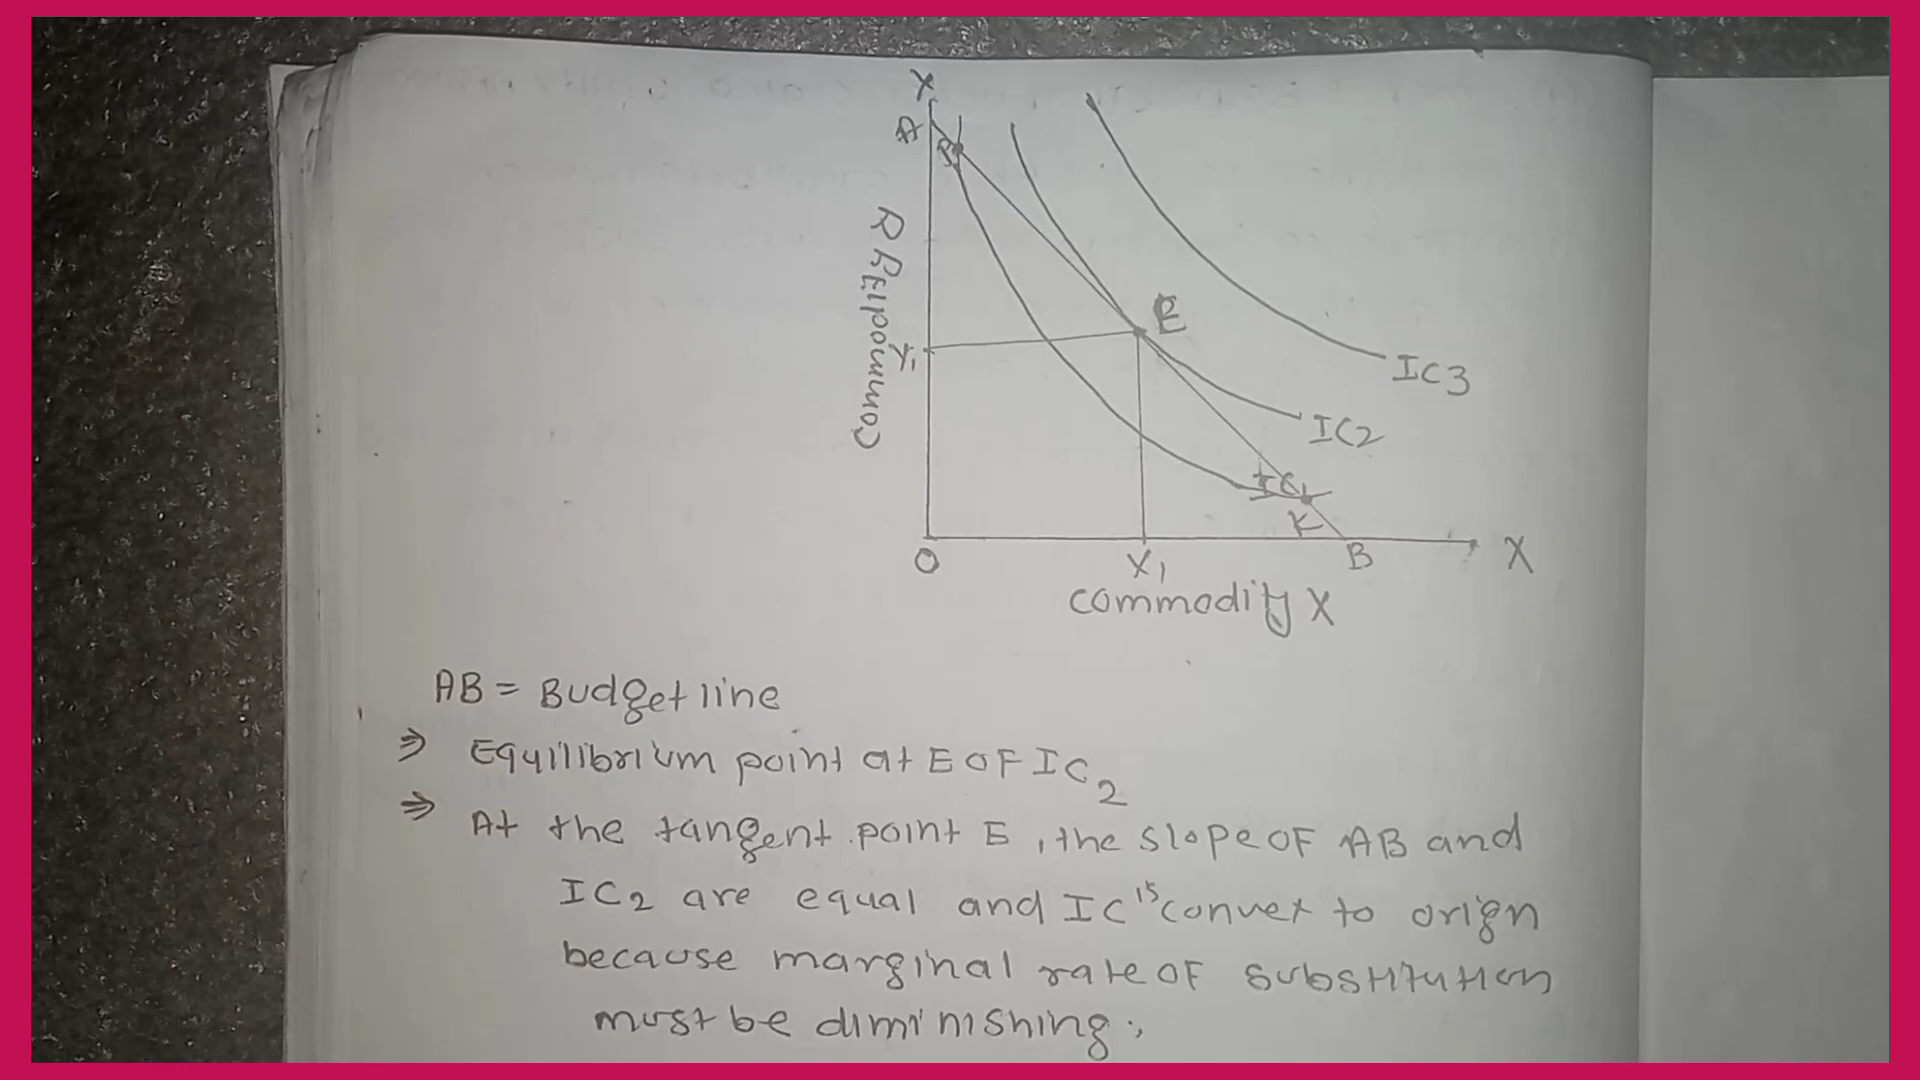 X
A
R
Commodity
Y1
E
IC3
IC2
IC1
K
O
X1
B
X
commodity X
AB = Budget line
⇒ Equilibrium point at E OF IC2
⇒ At the tangent point E, the slope OF AB and
IC2 are equal and IC is convex to orign
because marginal rate OF substitution
must be diminishing.,